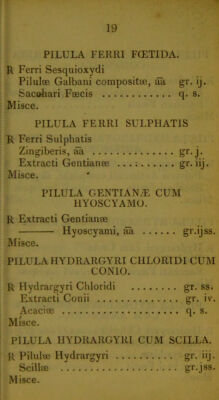 19
PILULA FERRI FŒTIDA.
℞ Ferri Sesquioxydi
Pilulæ Galbani compositæ, āā gr. ij.
Sacchari Fæcis ............ q. s.
Misce.
PILULA FERRI SULPHATIS
℞ Ferri Sulphatis
Zingiberis, āā .............. gr. j.
Extracti Gentianæ ............ gr. iij.
Misce.
PILULA GENTIANÆ CUM
HYOSCYAMO.
℞ Extracti Gentianæ
——— Hyoscyami, āā ...... gr.ijss.
Misce.
PILULA HYDRARGYRI CHLORIDI CUM
CONIO.
℞ Hydrargyri Chloridi ........ gr. ss.
Extracti Conii .............. gr. iv.
Acaciæ .................... q. s.
Misce.
PILULA HYDRARGYRI CUM SCILLA.
℞ Pilulæ Hydrargyri .......... gr. iij.
Scillæ .................... gr.jss.
Misce.